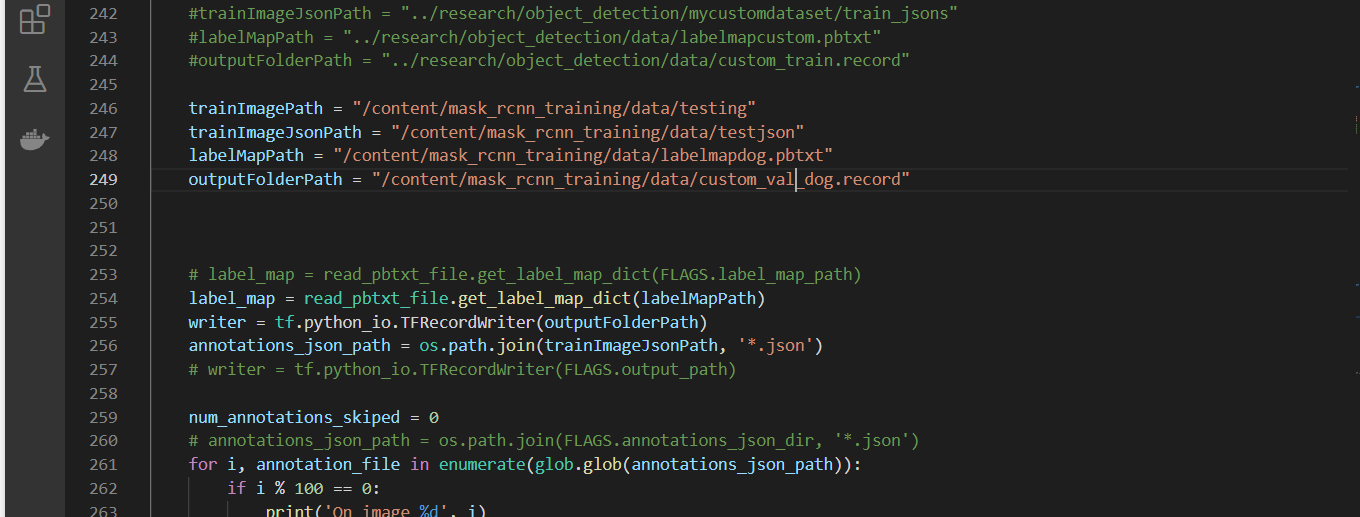 242 #trainImageJsonPath = "../research/object_detection/mycustomdataset/train_jsons"
243 #labelMapPath = "../research/object_detection/data/labelmapcustom.pbtxt"
244 #outputFolderPath = "../research/object_detection/data/custom_train.record"
245
246 trainImagePath = "/content/mask_rcnn_training/data/testing"
247 trainImageJsonPath = "/content/mask_rcnn_training/data/testjson"
248 labelMapPath = "/content/mask_rcnn_training/data/labelmapdog.pbtxt"
249 outputFolderPath = "/content/mask_rcnn_training/data/custom_val_dog.record"
250
251
252
253 # label_map = read_pbtxt_file.get_label_map_dict(FLAGS.label_map_path)
254 label_map = read_pbtxt_file.get_label_map_dict(labelMapPath)
255 writer = tf.python_io.TFRecordWriter(outputFolderPath)
256 annotations_json_path = os.path.join(trainImageJsonPath, '*.json')
257 # writer = tf.python_io.TFRecordWriter(FLAGS.output_path)
258
259 num_annotations_skiped = 0
260 # annotations_json_path = os.path.join(FLAGS.annotations_json_dir, '*.json')
261 for i, annotation_file in enumerate(glob.glob(annotations_json_path)):
262 if i % 100 == 0:
263 print('On image %d', i)